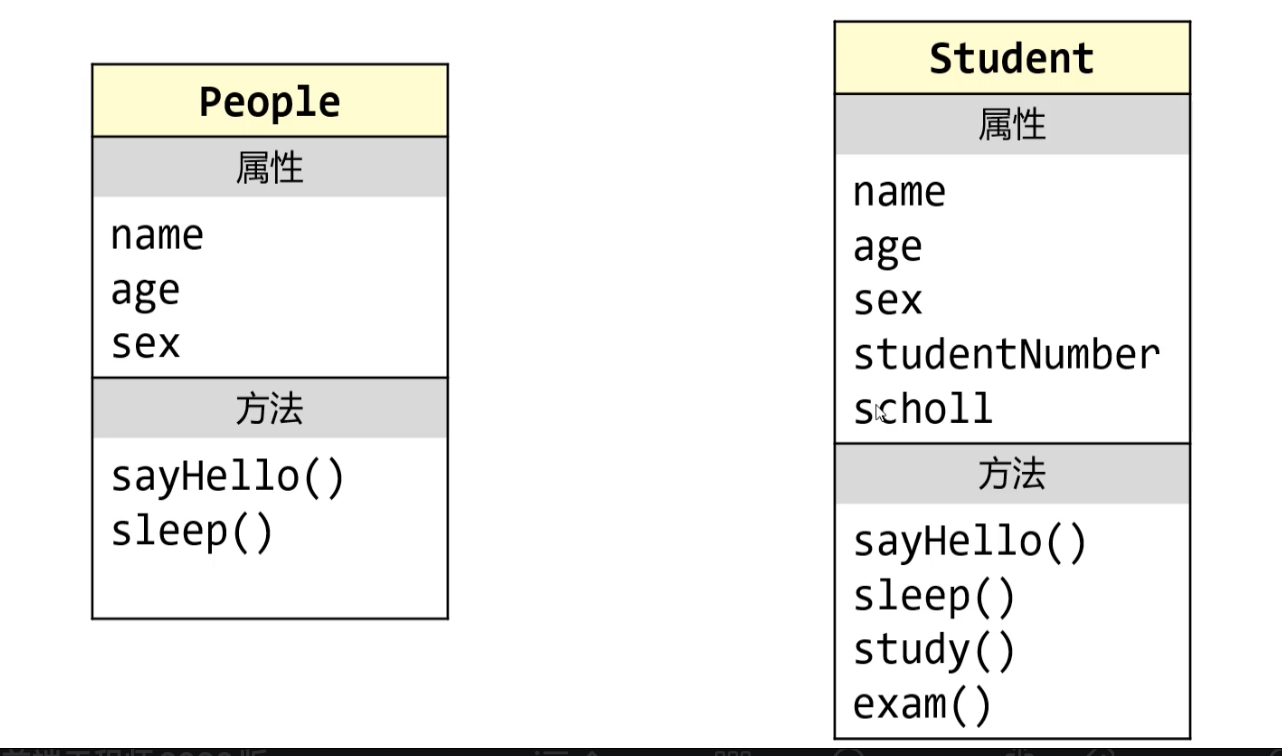 People
属性
name
age
sex
方法
sayHello()
sleep()
Student
属性
name
age
sex
studentNumber
scholl
方法
sayHello()
sleep()
study()
exam()